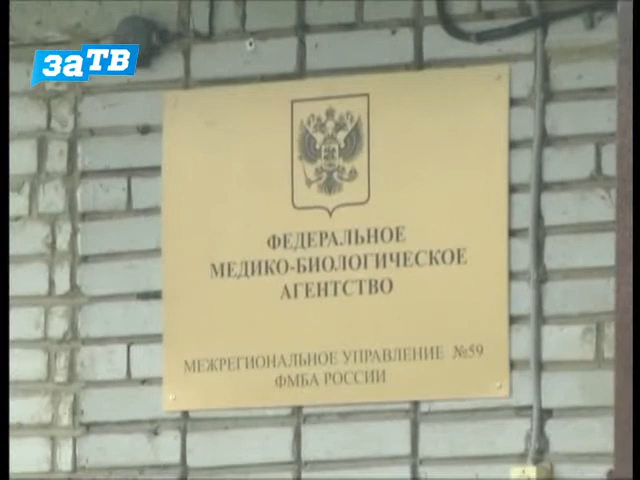 заТВ
ФЕДЕРАЛЬНОЕ
МЕДИКО-БИОЛОГИЧЕСКОЕ
АГЕНТСТВО
МЕЖРЕГИОНАЛЬНОЕ УПРАВЛЕНИЕ №59
ФМБА РОССИИ